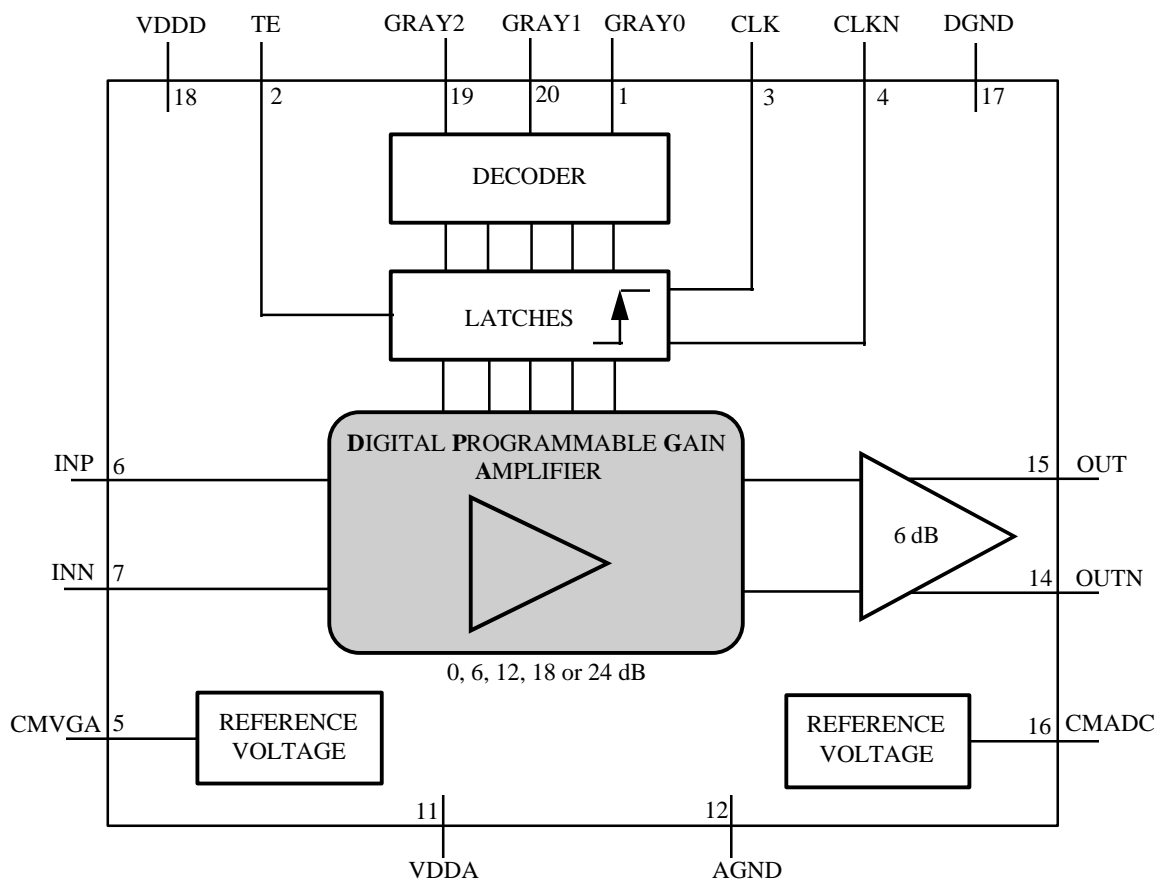 VDDD TE GRAY2 GRAY1 GRAY0 CLK CLKN DGND
18 2 19 20 1 3 4 17
DECODER
LATCHES
DIGITAL PROGRAMMABLE GAIN
AMPLIFIER
INP 6
15 OUT
6 dB
INN 7
14 OUTN
0, 6, 12, 18 or 24 dB
CMVGA 5
REFERENCE
VOLTAGE
REFERENCE
VOLTAGE
16 CMADC
11 12
VDDA AGND